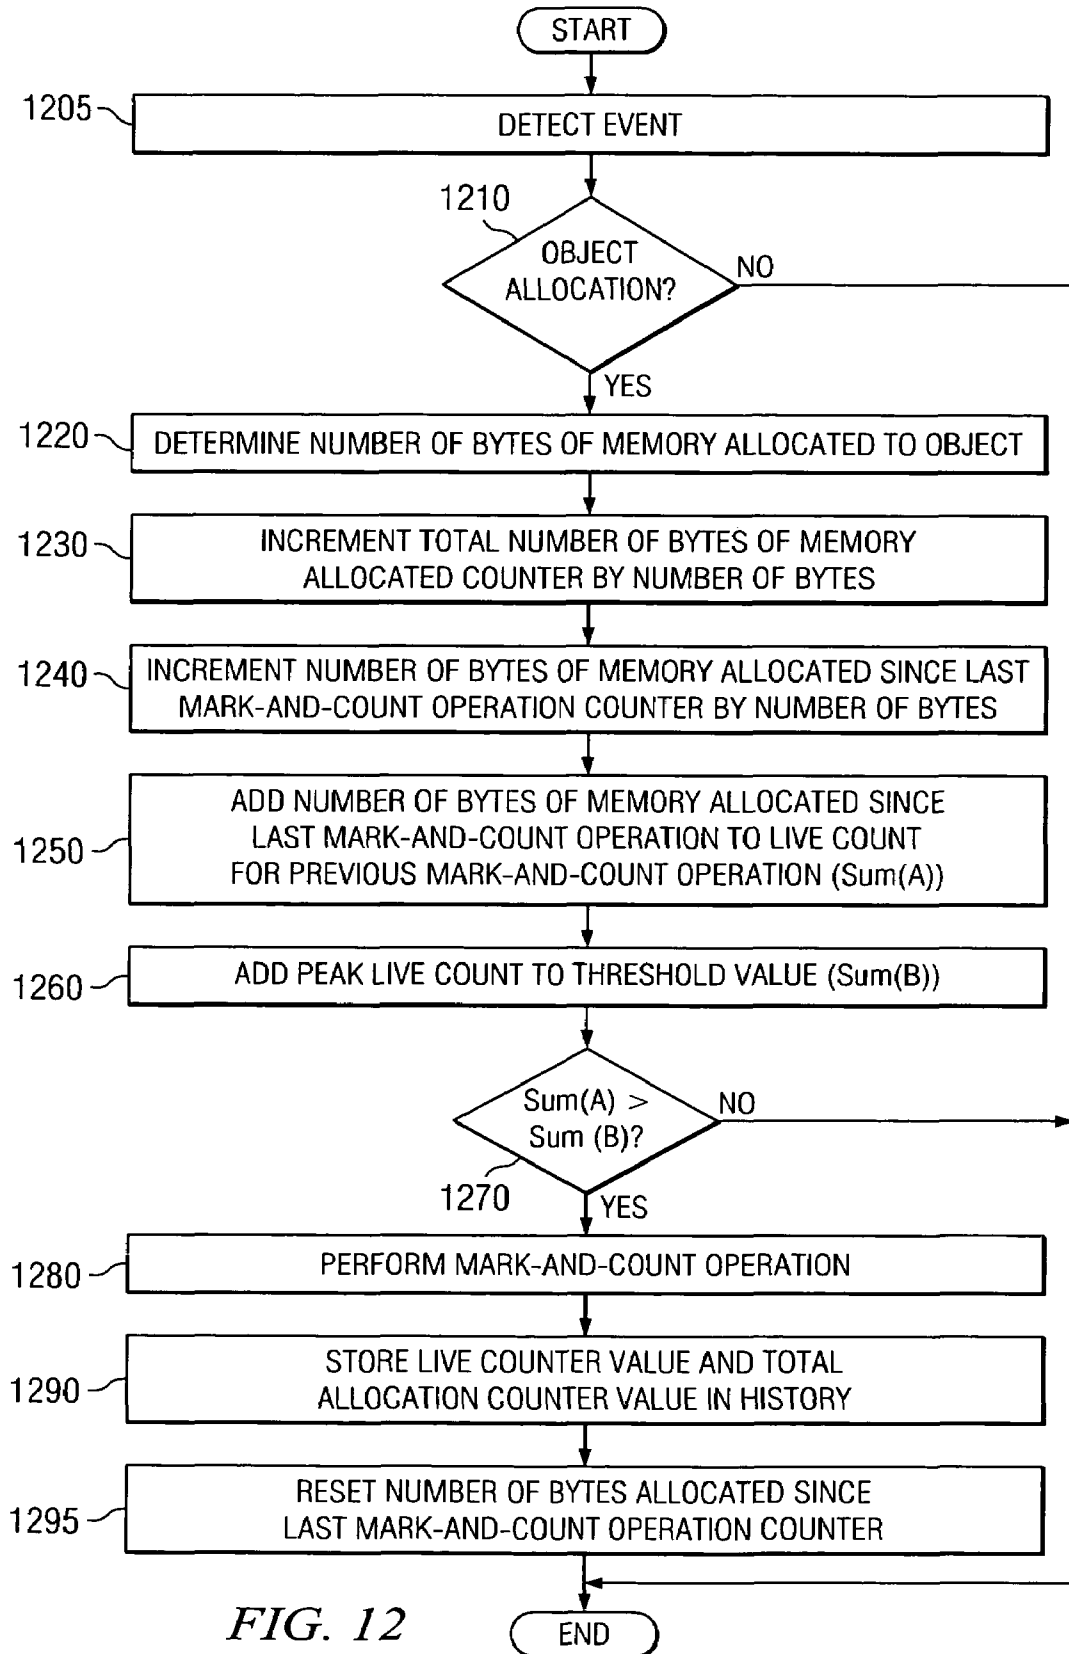 START
1205
DETECT EVENT
1210
OBJECT
ALLOCATION?
NO
YES
1220
DETERMINE NUMBER OF BYTES OF MEMORY ALLOCATED TO OBJECT
1230
INCREMENT TOTAL NUMBER OF BYTES OF MEMORY
ALLOCATED COUNTER BY NUMBER OF BYTES
1240
INCREMENT NUMBER OF BYTES OF MEMORY ALLOCATED SINCE LAST
MARK-AND-COUNT OPERATION COUNTER BY NUMBER OF BYTES
1250
ADD NUMBER OF BYTES OF MEMORY ALLOCATED SINCE
LAST MARK-AND-COUNT OPERATION TO LIVE COUNT
FOR PREVIOUS MARK-AND-COUNT OPERATION (Sum(A))
1260
ADD PEAK LIVE COUNT TO THRESHOLD VALUE (Sum(B))
Sum(A) >
Sum (B)?
NO
1270
YES
1280
PERFORM MARK-AND-COUNT OPERATION
1290
STORE LIVE COUNTER VALUE AND TOTAL
ALLOCATION COUNTER VALUE IN HISTORY
1295
RESET NUMBER OF BYTES ALLOCATED SINCE
LAST MARK-AND-COUNT OPERATION COUNTER
FIG. 12
END